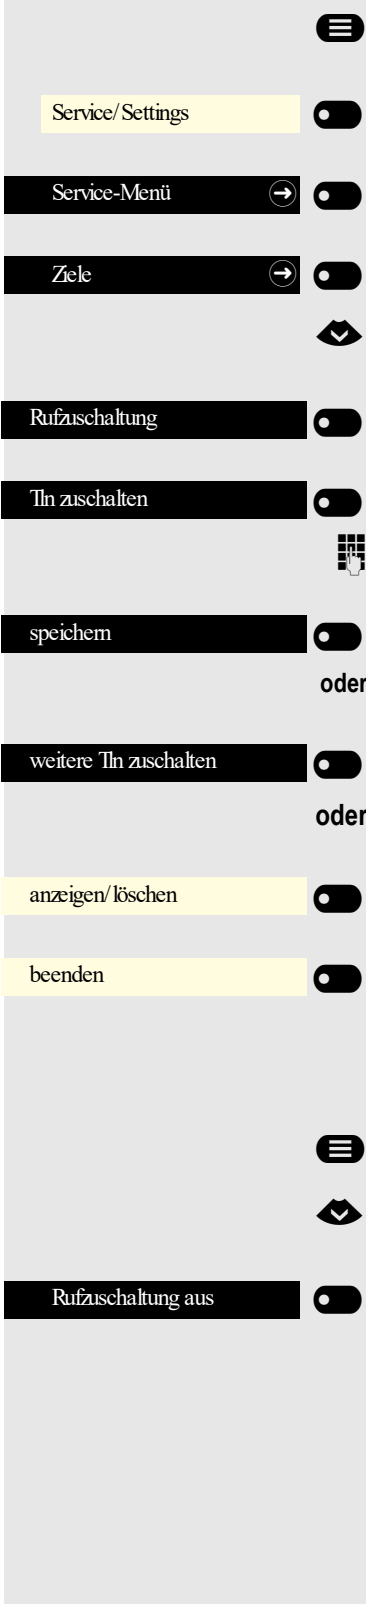 Service/Settings
Service-Menü
Ziele
Rufzuschaltung
Tln zuschalten
speichern
oder
weitere Tln zuschalten
oder
anzeigen/löschen
beenden
Rufzuschaltung aus